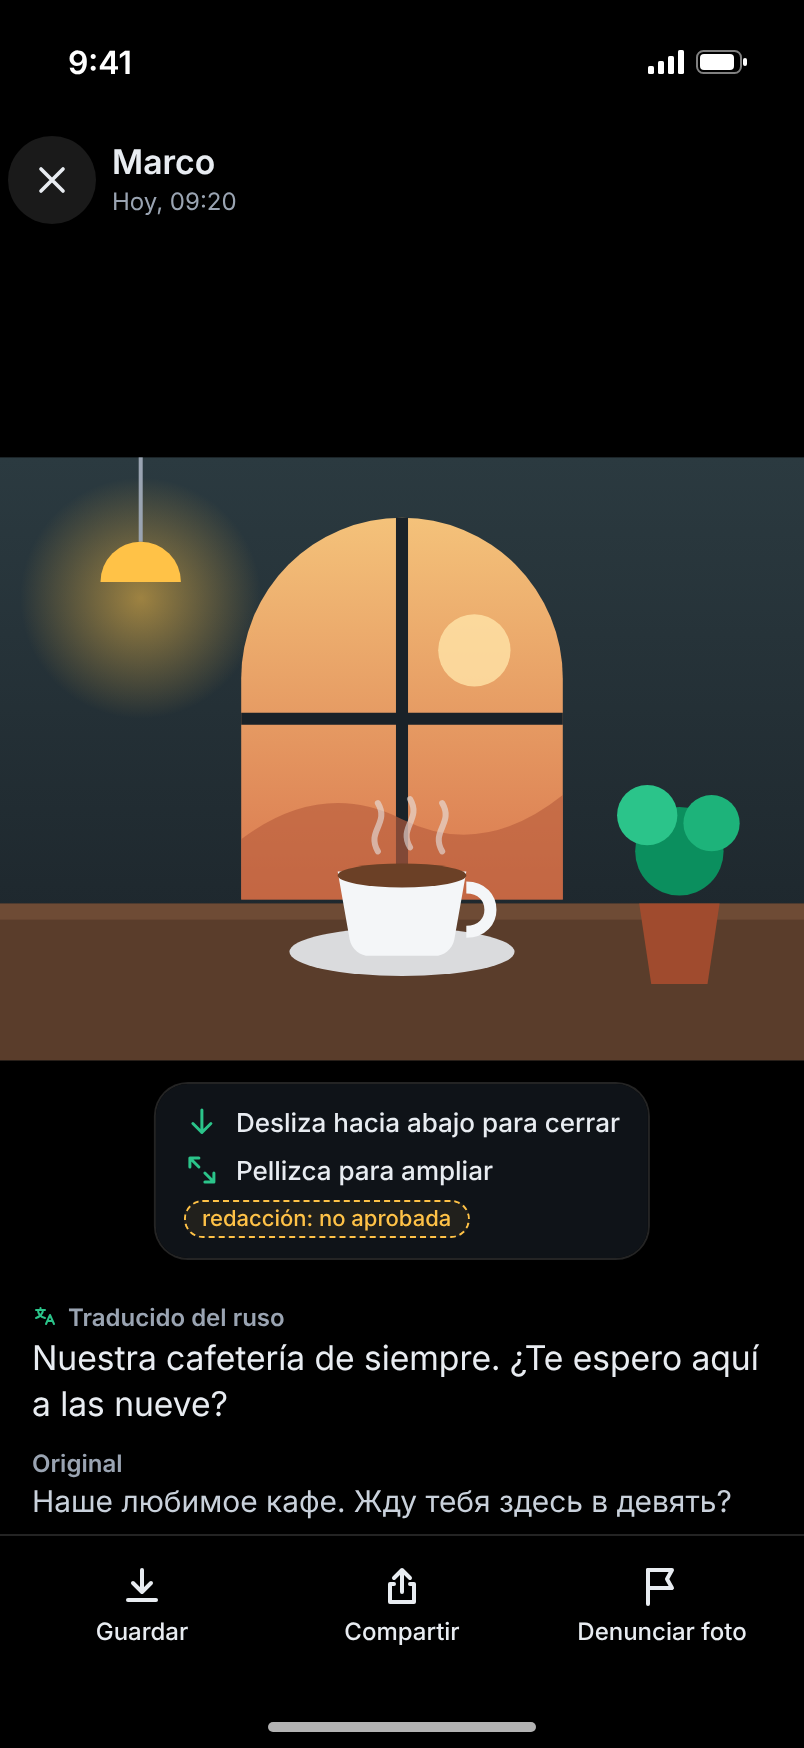 9:41
Marco
Hoy, 09:20
Desliza hacia abajo para cerrar
Pellizca para ampliar
redacción: no aprobada
Traducido del ruso
Nuestra cafetería de siempre. ¿Te espero aquí
a las nueve?
Original
Наше любимое кафе. Жду тебя здесь в девять?
Guardar
Compartir
Denunciar foto